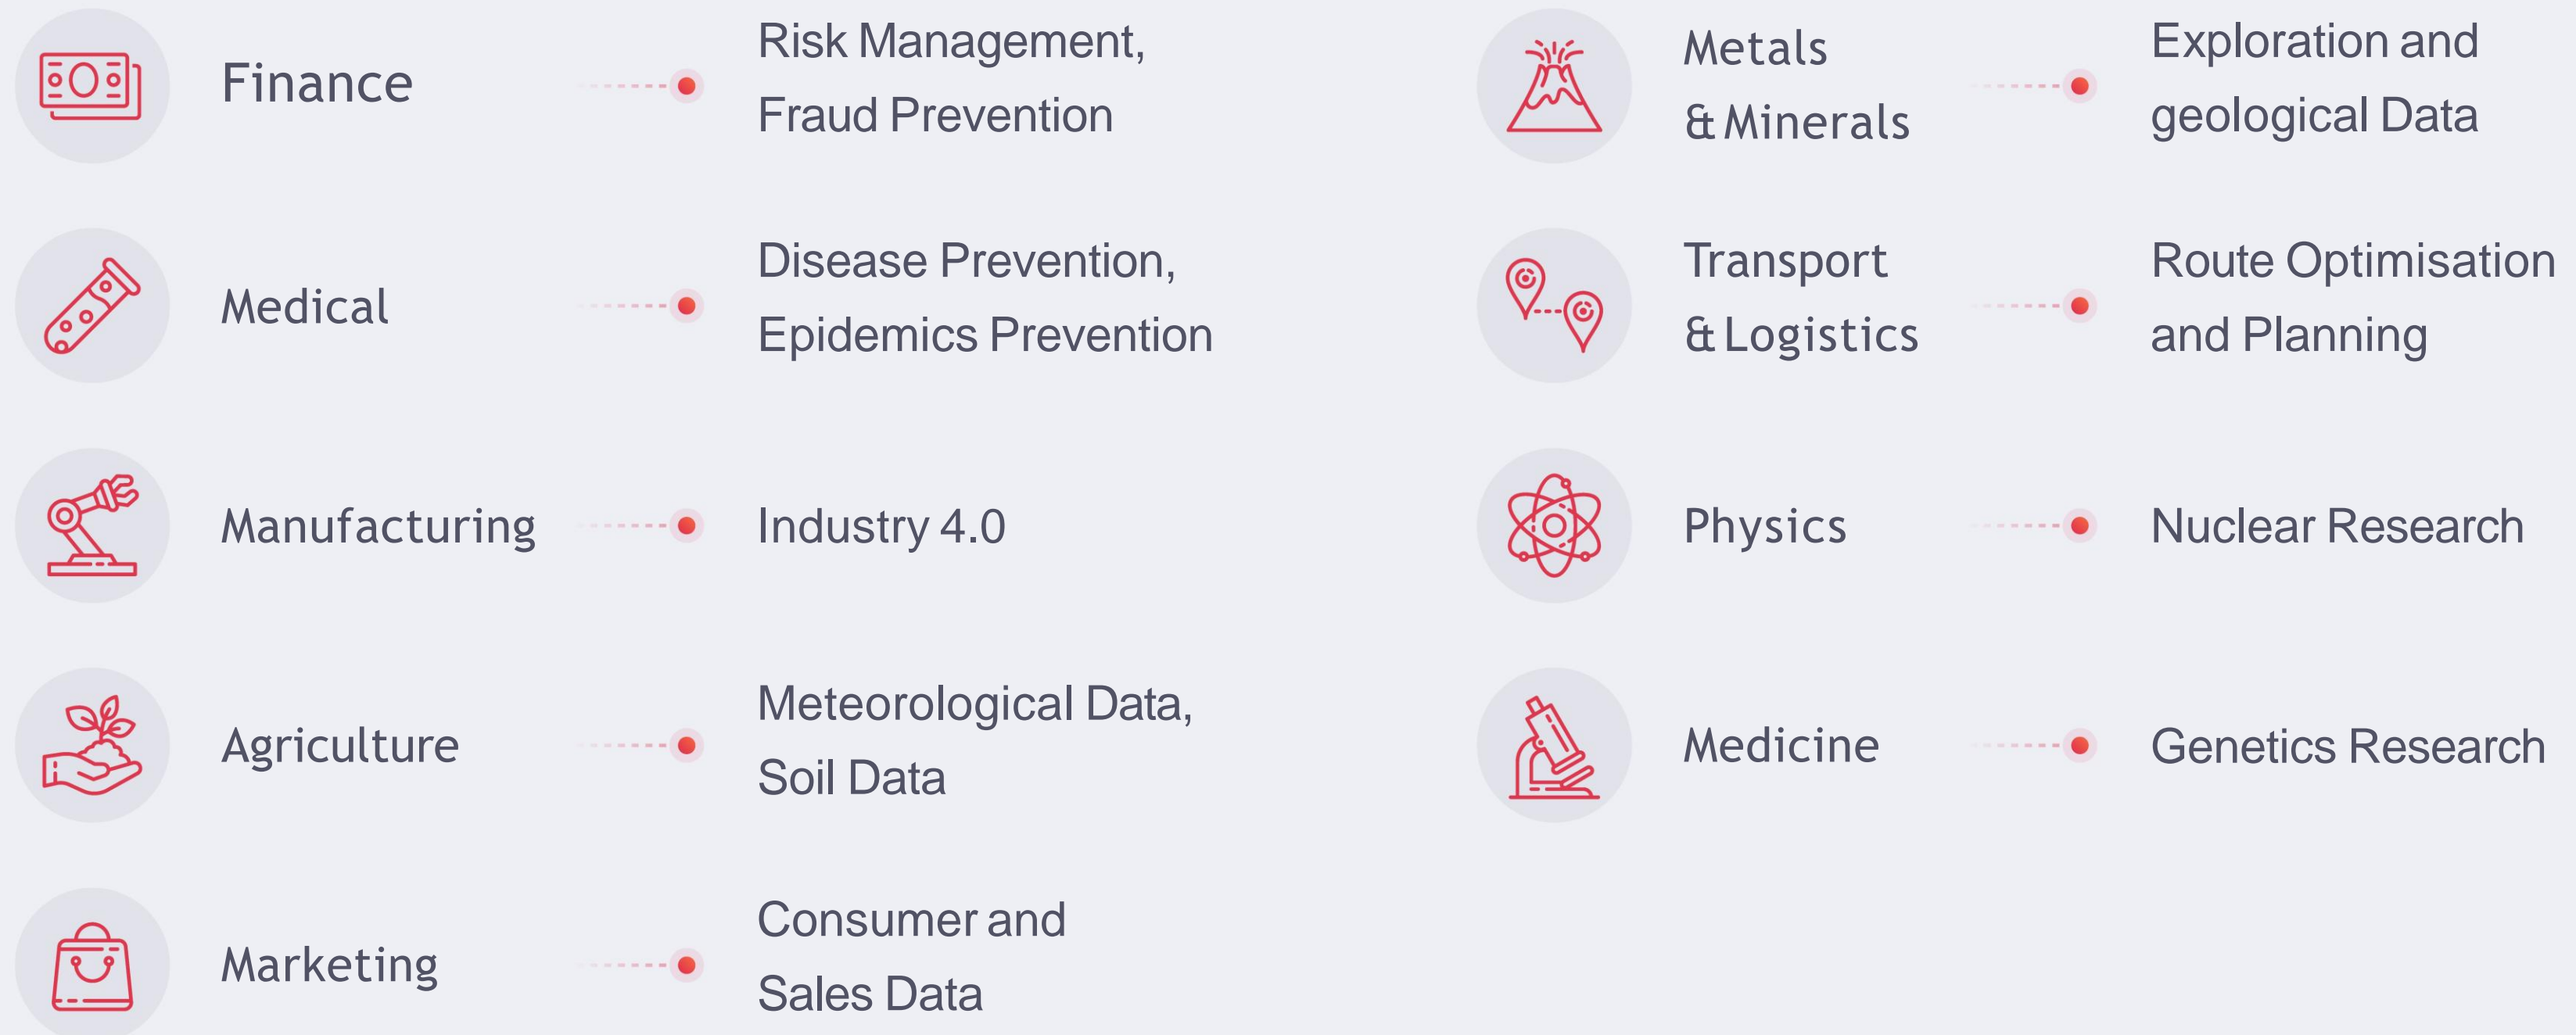 Finance
Risk Management,
Fraud Prevention
Medical
Disease Prevention,
Epidemics Prevention
Manufacturing
Industry 4.0
Agriculture
Meteorological Data,
Soil Data
Marketing
Consumer and
Sales Data
Metals
& Minerals
Exploration and
geological Data
Transport
& Logistics
Route Optimisation
and Planning
Physics
Nuclear Research
Medicine
Genetics Research